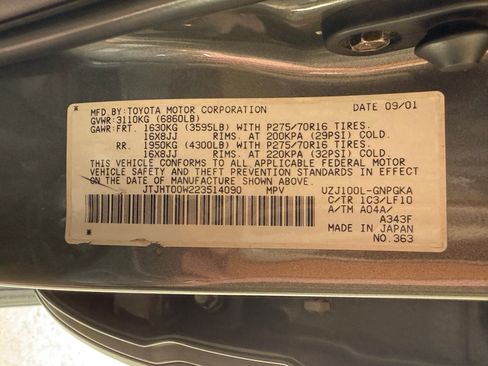 MFD.BY:TOYOTA MOTOR CORPORATION DATE 09/01
GVWR:3110KG (6860LB)
GAWR:FRT. 1630KG (3595LB) WITH P275/70R16 TIRES.
16X8JJ RIMS. AT 200KPA (29PSI) COLD.
RR. 1950KG (4300LB) WITH P275/70R16 TIRES.
16X8JJ RIMS. AT 220KPA (32PSI) COLD.
THIS VEHICLE CONFORMS TO ALL APPLICABLE FEDERAL MOTOR
VEHICLE SAFETY AND THEFT PREVENTION STANDARDS IN EFFECT
ON THE DATE OF MANUFACTURE SHOWN ABOVE.
JTJHT00W223514090 MPV UZJ100L-GNPGKA
C/TR 1C3/LF10
A/TM A04A/
A343F
MADE IN JAPAN
NO.363